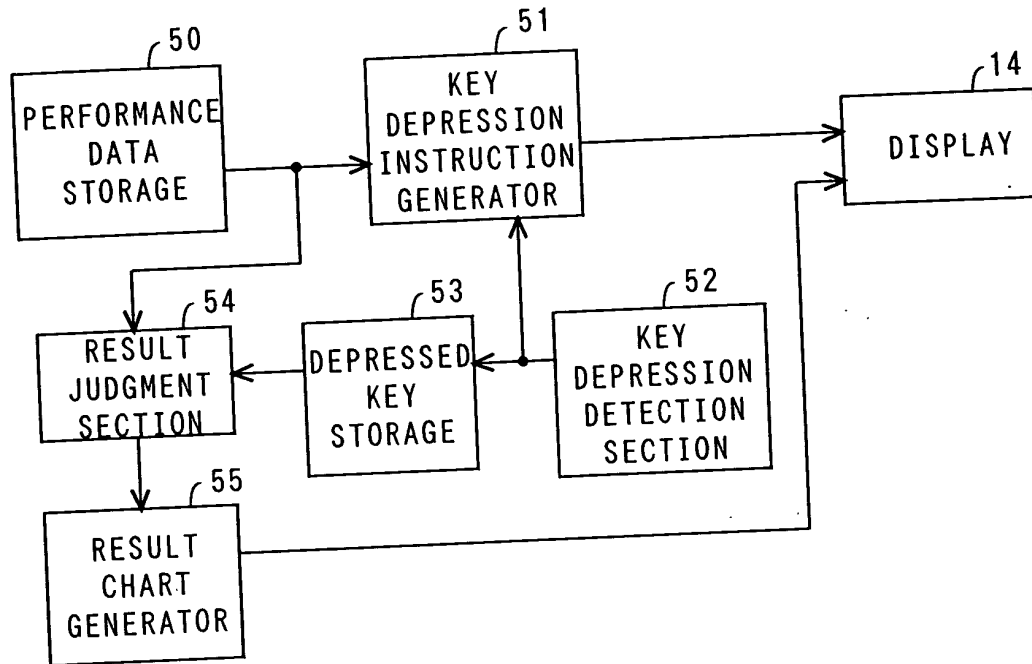 50
PERFORMANCE
DATA
STORAGE
51
KEY
DEPRESSION
INSTRUCTION
GENERATOR
14
DISPLAY
54
RESULT
JUDGMENT
SECTION
53
DEPRESSED
KEY
STORAGE
52
KEY
DEPRESSION
DETECTION
SECTION
55
RESULT
CHART
GENERATOR